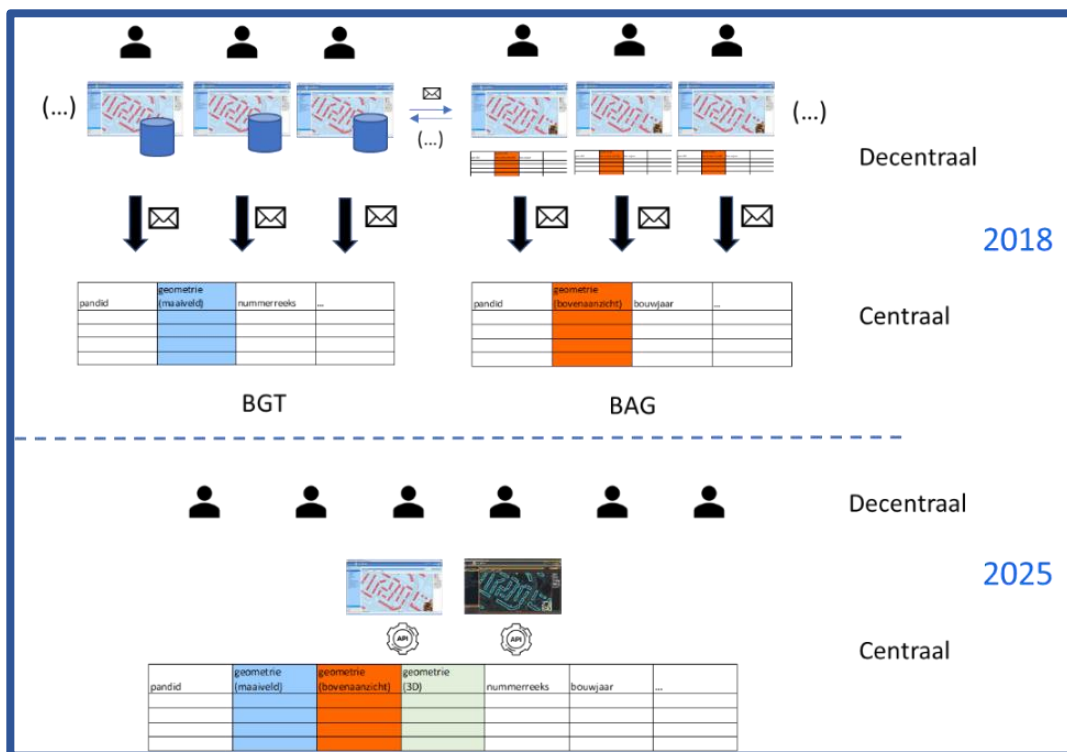 (...)
(...)
(...)
Decentraal
2018
pandid
geometrie
(maaiveld)
nummerreeks
...
pandid
geometrie
(bovenaanzicht)
bouwjaar
...
Centraal
BGT
BAG
Decentraal
2025
API
API
Centraal
pandid
geometrie
(maaiveld)
geometrie
(bovenaanzicht)
geometrie
(3D)
nummerreeks
bouwjaar
...